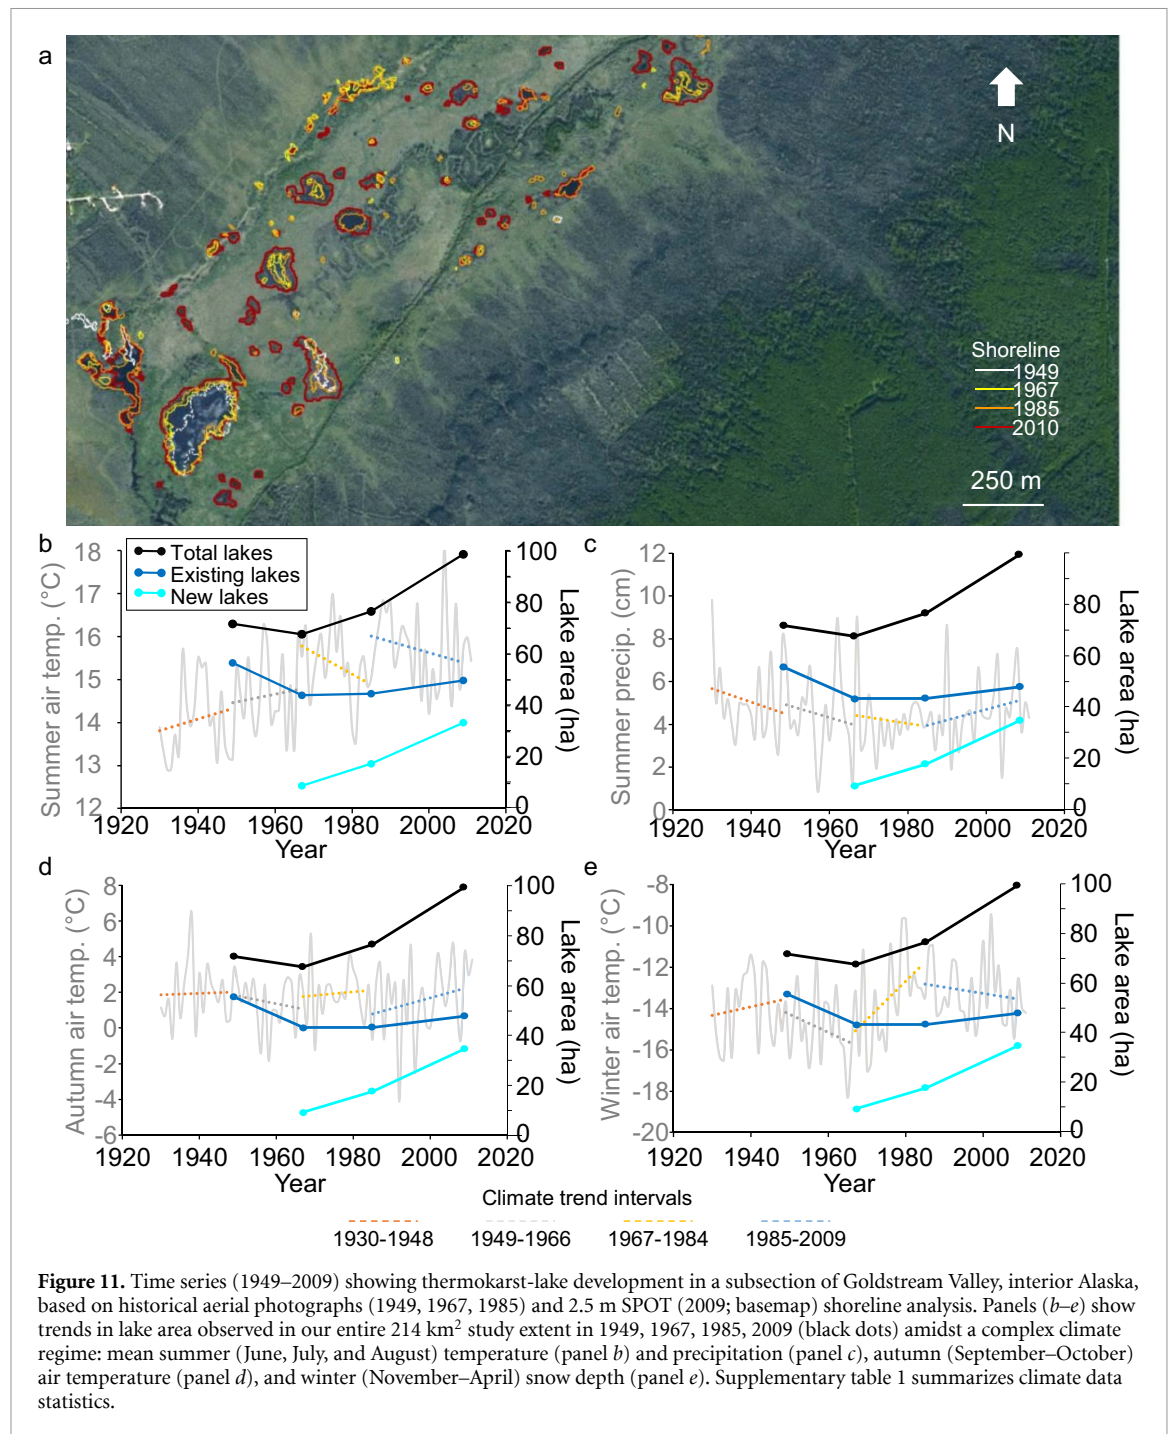 a
N
Shoreline
1949
1967
1985
2010
250 m
b
Total lakes
Existing lakes
New lakes
Summer air temp. (°C)
18
17
16
15
14
13
12
100
80
60
40
20
0
Lake area (ha)
1920 1940 1960 1980 2000 2020
Year
c
Summer precip. (cm)
12
10
8
6
4
2
0
80
60
40
20
0
Lake area (ha)
1920 1940 1960 1980 2000 2020
Year
d
Autumn air temp. (°C)
8
6
4
2
0
-2
-4
-6
100
80
60
40
20
0
Lake area (ha)
1920 1940 1960 1980 2000 2020
Year
e
Winter air temp. (°C)
-8
-10
-12
-14
-16
-18
-20
100
80
60
40
20
0
Lake area (ha)
1920 1940 1960 1980 2000 2020
Year
Climate trend intervals
1930-1948 1949-1966 1967-1984 1985-2009
Figure 11. Time series (1949–2009) showing thermokarst-lake development in a subsection of Goldstream Valley, interior Alaska,
based on historical aerial photographs (1949, 1967, 1985) and 2.5 m SPOT (2009; basemap) shoreline analysis. Panels (b–e) show
trends in lake area observed in our entire 214 km² study extent in 1949, 1967, 1985, 2009 (black dots) amidst a complex climate
regime: mean summer (June, July, and August) temperature (panel b) and precipitation (panel c), autumn (September–October)
air temperature (panel d), and winter (November–April) snow depth (panel e). Supplementary table 1 summarizes climate data
statistics.